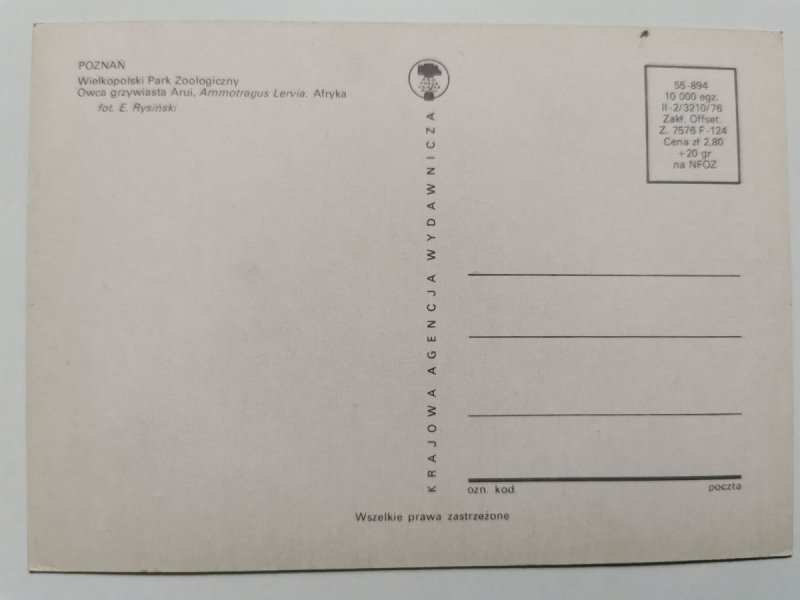 POZNAŃ
Wielkopolski Park Zoologiczny
Owca grzywiasta Arui, Ammotragus Lervia. Afryka
fot. E. Rysiński
KRAJOWA AGENCJA WYDAWNICZA
55-894
10 000 egz.
II-2/3210/76
Zakł. Offset.
Z. 7576 F-124
Cena zł 2,80
+20 gr
na NFOZ
ozn. kod.
poczta
Wszelkie prawa zastrzeżone